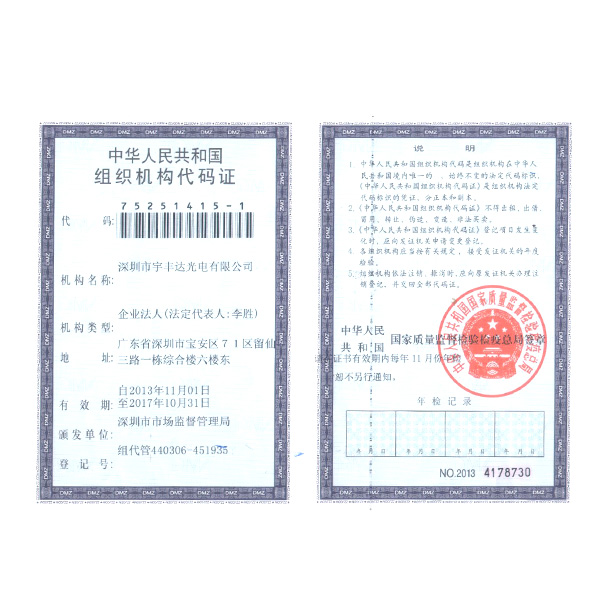 中华人民共和国
组织机构代码证
代 码: 75251415-1
机构名称: 深圳市宇丰达光电有限公司
机构类型: 企业法人(法定代表人:李胜)
地 址: 广东省深圳市宝安区71区留仙
三路一栋综合楼六楼东
有 效 期: 自2013年11月01日
至2017年10月31日
颁发单位: 深圳市市场监督管理局
登 记 号: 组代管440306-451935
说 明
1. 中华人民共和国组织机构代码是组织机构在中华人
民共和国境内唯一的、始终不变的法定代码标识，
《中华人民共和国组织机构代码证》是组织机构法定
代码标识的凭证，分正本和副本。
2. 《中华人民共和国组织机构代码证》不得出租、出借
冒用、转让、伪造、变造、非法买卖。
3. 《中华人民共和国组织机构代码证》登记项目发生变
化时，应向发证机关申请变更登记。
4. 各组织机构应当按有关规定，接受发证机关的年度
检验。
5. 组织机构依法注销、撤消时，应向原发证机关办理注
销登记，并交回全部代码证。
中华人民
共 和 国
国家质量监督检验检疫总局签章
证书有效期内每年11月份年检
恕不另行通知。
年 检 记 录
年 月 日
年 月 日
年 月 日
年 月 日
NO.2013 4178730